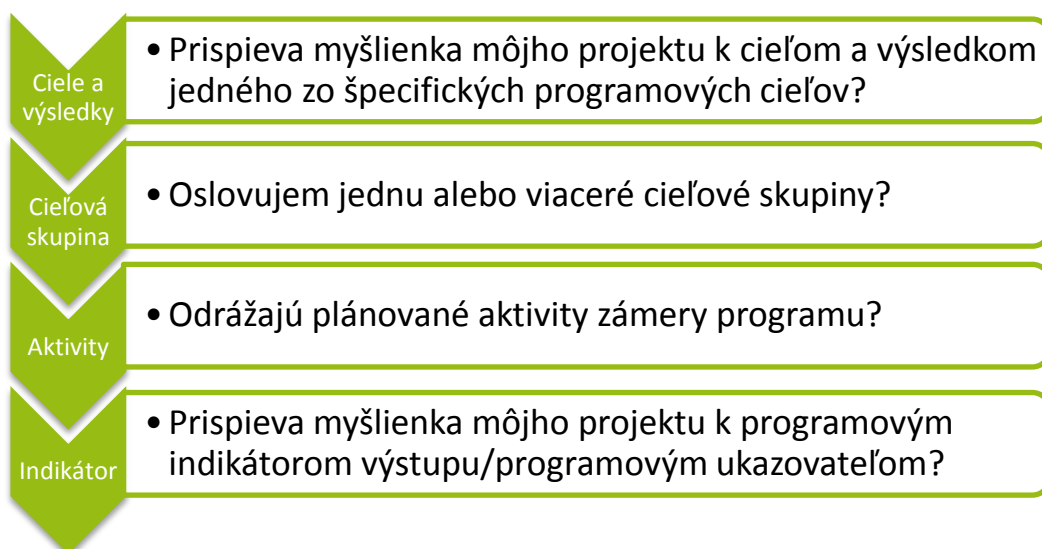 Ciele a
výsledky
• Prispieva myšlienka môjho projektu k cieľom a výsledkom
jedného zo špecifických programových cieľov?
Cieľová
skupina
• Oslovujem jednu alebo viaceré cieľové skupiny?
Aktivity
• Odrážajú plánované aktivity zámery programu?
Indikátor
• Prispieva myšlienka môjho projektu k programovým
indikátorom výstupu/programovým ukazovateľom?